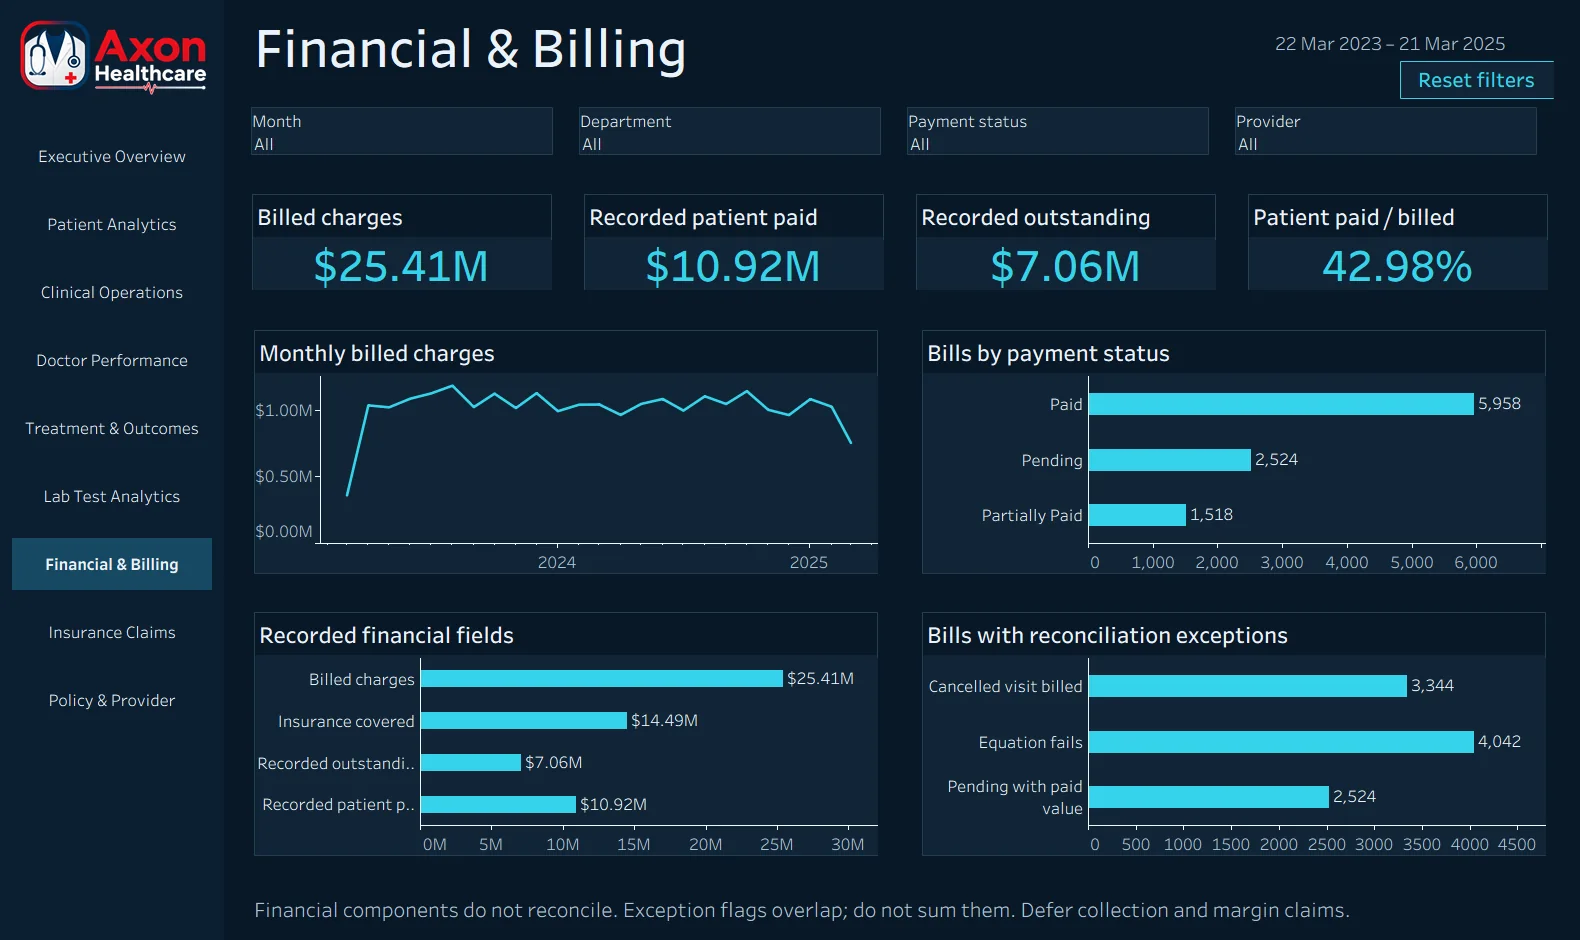 Axon
Healthcare
Financial & Billing
22 Mar 2023 – 21 Mar 2025
Reset filters
Month
All
Department
All
Payment status
All
Provider
All
Executive Overview
Patient Analytics
Clinical Operations
Doctor Performance
Treatment & Outcomes
Lab Test Analytics
Financial & Billing
Insurance Claims
Policy & Provider
Billed charges
$25.41M
Recorded patient paid
$10.92M
Recorded outstanding
$7.06M
Patient paid / billed
42.98%
Monthly billed charges
$1.00M
$0.50M
$0.00M
2024 2025
Bills by payment status
Paid 5,958
Pending 2,524
Partially Paid 1,518
0 1,000 2,000 3,000 4,000 5,000 6,000
Recorded financial fields
Billed charges $25.41M
Insurance covered $14.49M
Recorded outstandi.. $7.06M
Recorded patient p.. $10.92M
0M 5M 10M 15M 20M 25M 30M
Bills with reconciliation exceptions
Cancelled visit billed 3,344
Equation fails 4,042
Pending with paid
value 2,524
0 500 1000 1500 2000 2500 3000 3500 4000 4500
Financial components do not reconcile. Exception flags overlap; do not sum them. Defer collection and margin claims.